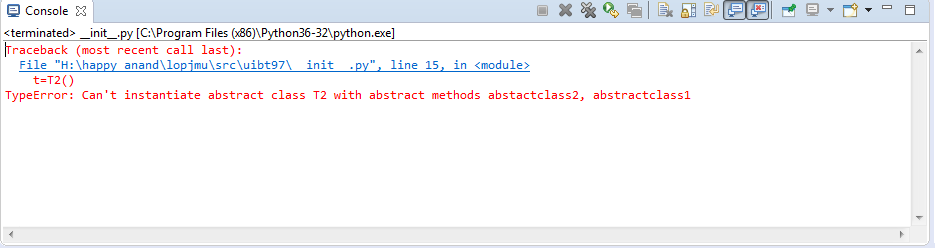 Console
<terminated> __init__.py [C:\Program Files (x86)\Python36-32\python.exe]
Traceback (most recent call last):
File "H:\happy anand\lopjmu\src\uibt97\__init__.py", line 15, in <module>
t=T2()
TypeError: Can't instantiate abstract class T2 with abstract methods abstactclass2, abstractclass1